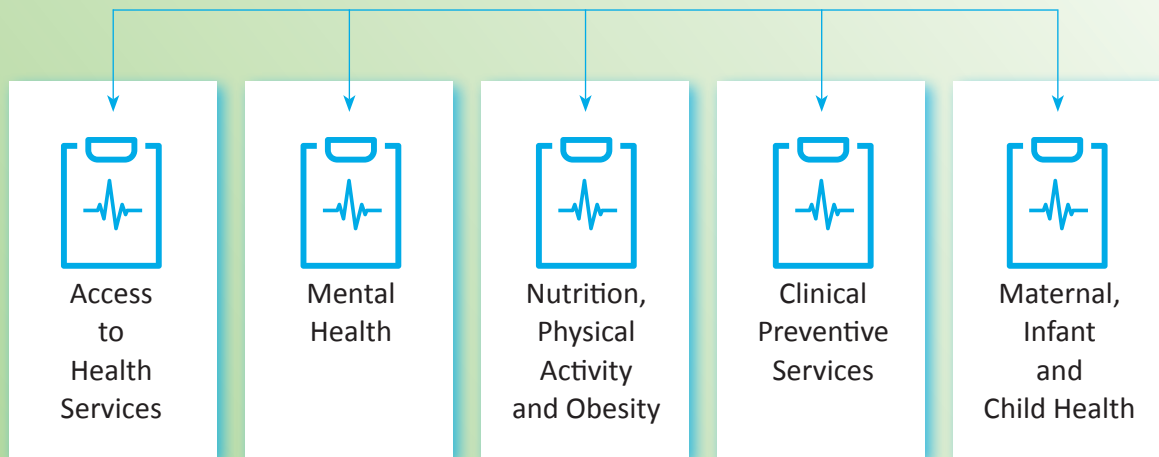 Access
to
Health
Services
Mental
Health
Nutrition,
Physical
Activity
and Obesity
Clinical
Preventive
Services
Maternal,
Infant
and
Child Health